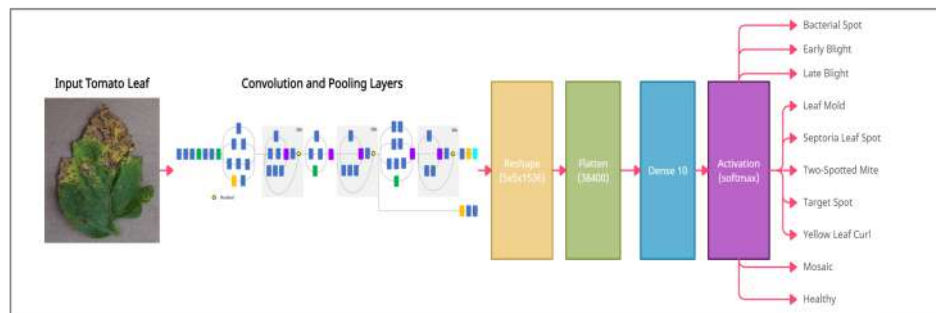 Input Tomato Leaf
Convolution and Pooling Layers
Reshape
(5x5x1536)
Flatten
(38400)
Dense 10
Activation
(softmax)
Bacterial Spot
Early Blight
Late Blight
Leaf Mold
Septoria Leaf Spot
Two-Spotted Mite
Target Spot
Yellow Leaf Curl
Mosaic
Healthy